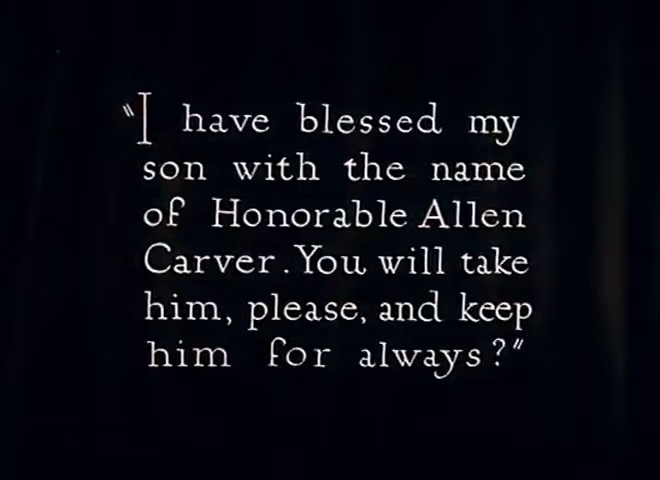 "I have blessed my
son with the name
of Honorable Allen
Carver. You will take
him, please, and keep
him for always?"